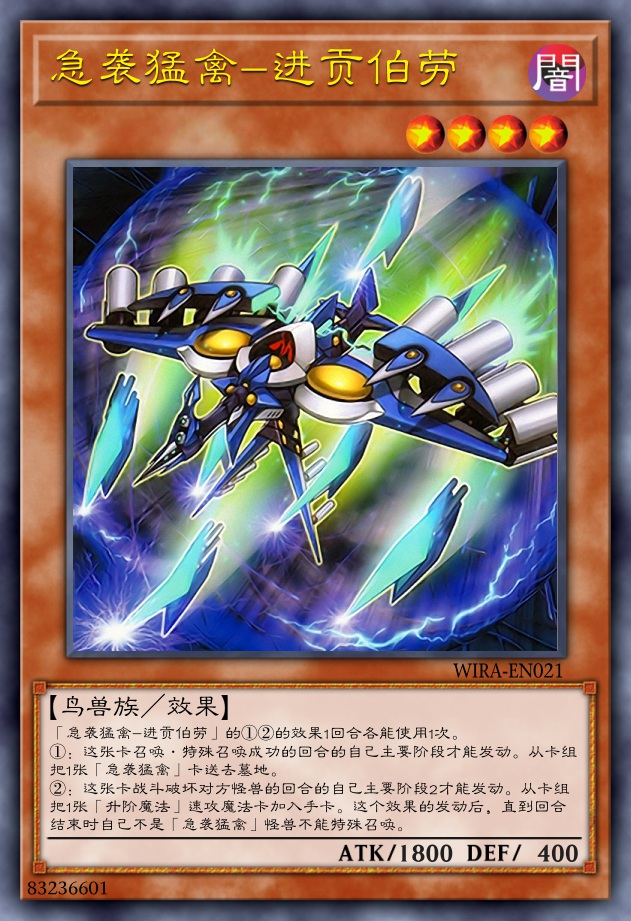 急袭猛禽–进贡伯劳
闇
WIRA-EN021
【鸟兽族／效果】
「急袭猛禽–进贡伯劳」的①②的效果1回合各能使用1次。
①：这张卡召唤・特殊召唤成功的回合的自己主要阶段才能发动。从卡组
把1张「急袭猛禽」卡送去墓地。
②：这张卡战斗破坏对方怪兽的回合的自己主要阶段2才能发动。从卡组
把1张「升阶魔法」速攻魔法卡加入手卡。这个效果的发动后，直到回合
结束时自己不是「急袭猛禽」怪兽不能特殊召唤。
ATK/1800 DEF/ 400
83236601